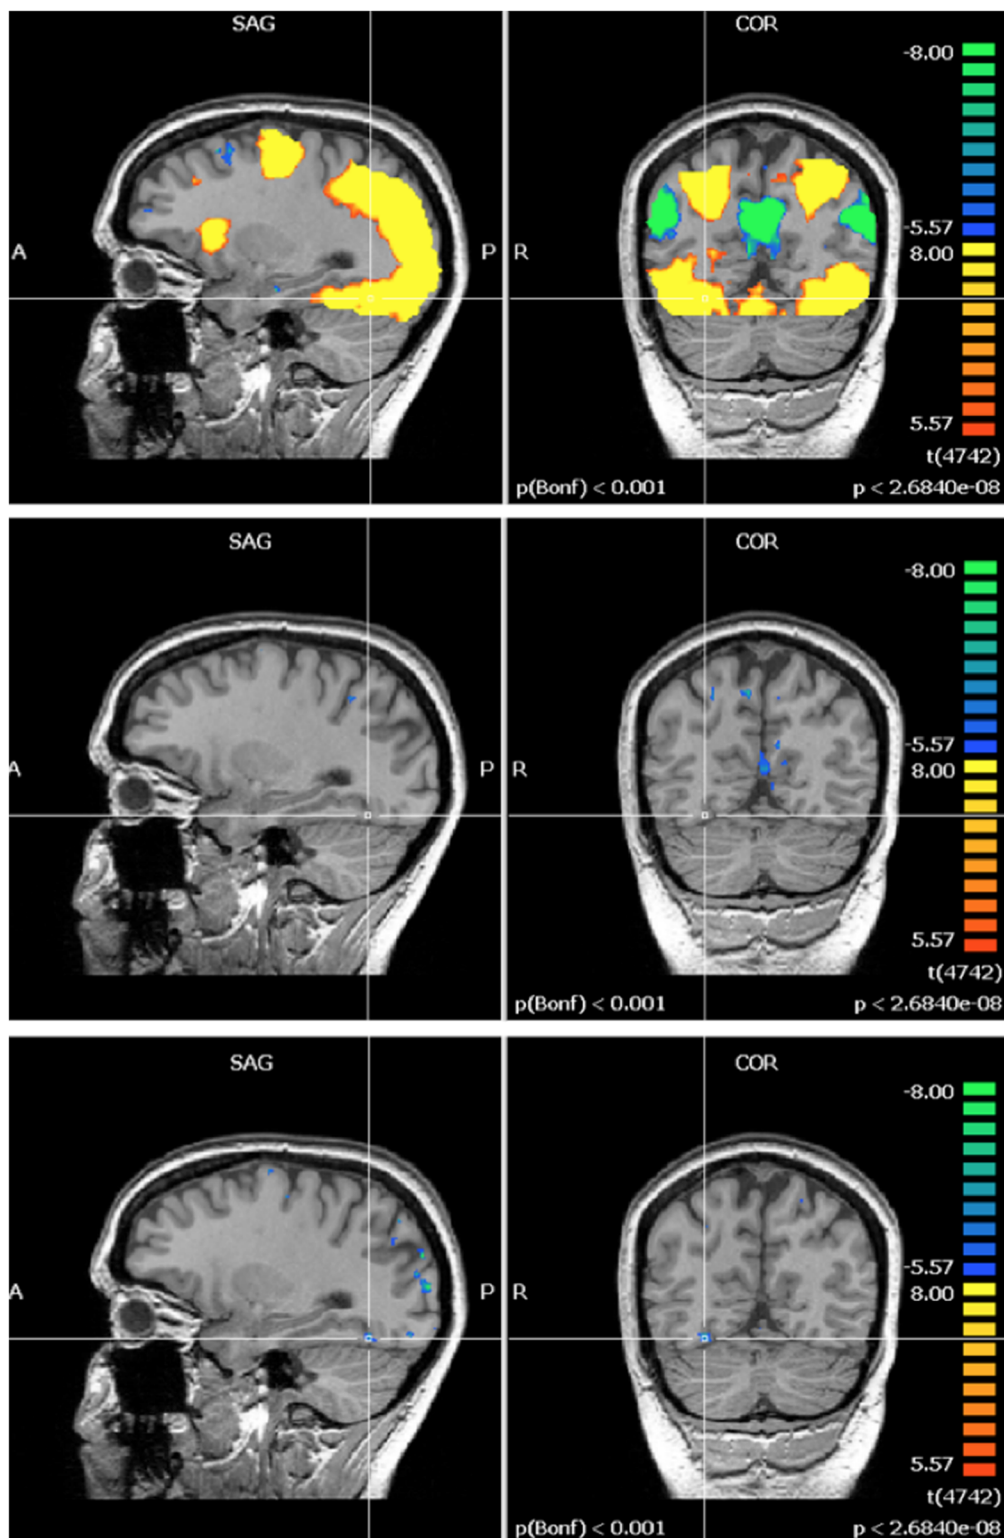 SAG
COR
-8.00
A
P
R
-5.57
8.00
5.57
t(4742)
p(Bonf) < 0.001
p < 2.6840e-08
SAG
COR
-8.00
-5.57
A
P
R
8.00
5.57
t(4742)
p(Bonf) < 0.001
p < 2.6840e-08
SAG
COR
-8.00
-5.57
A
P
R
8.00
5.57
t(4742)
p(Bonf) < 0.001
p < 2.6840e-08